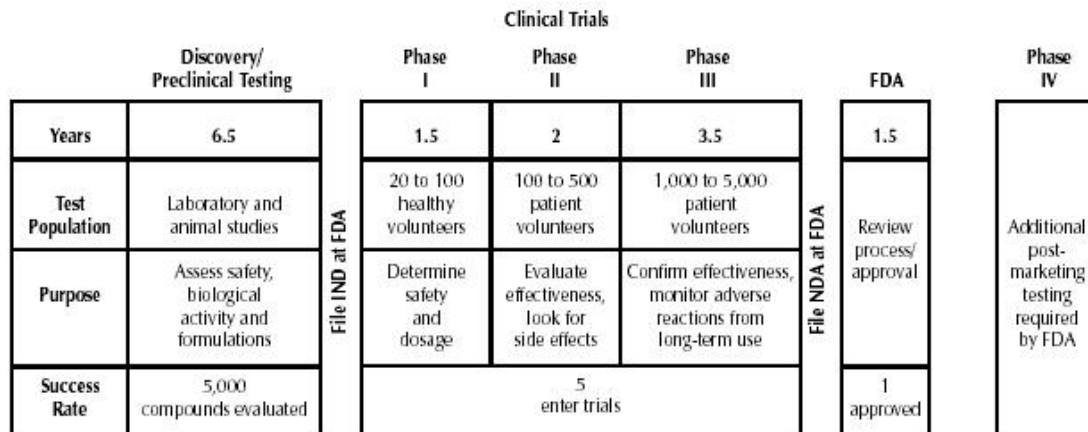 Clinical Trials
Discovery/
Preclinical Testing
Phase
I
Phase
II
Phase
III
FDA
Phase
IV
Years
6.5
1.5
2
3.5
1.5
Test
Population
Laboratory and
animal studies
20 to 100
healthy
volunteers
100 to 500
patient
volunteers
1,000 to 5,000
patient
volunteers
Purpose
Assess safety,
biological
activity and
formulations
Determine
safety
and
dosage
Evaluate
effectiveness,
look for
side effects
Confirm effectiveness,
monitor adverse
reactions from
long-term use
File IND at FDA
File NDA at FDA
Review
process/
approval
Additional
post-
marketing
testing
required
by FDA
Success
Rate
5,000
compounds evaluated
5
enter trials
1
approved